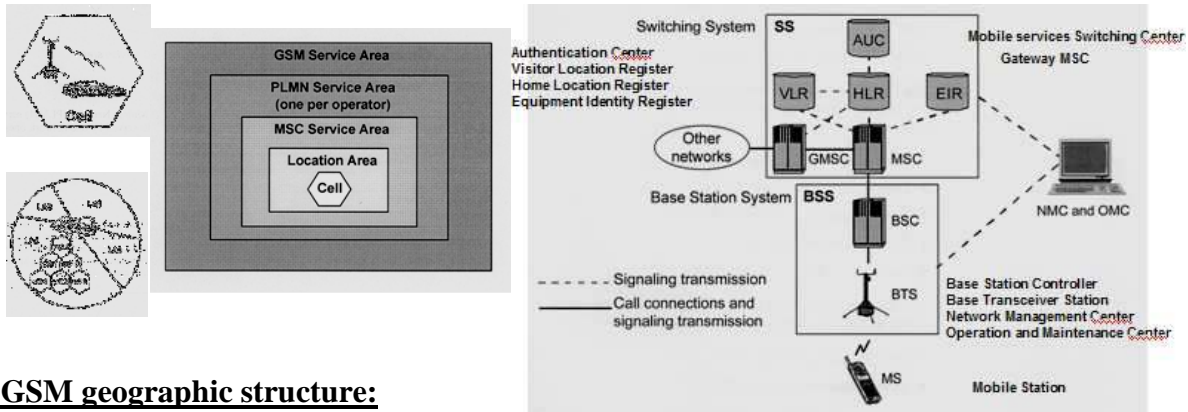 Cell
GSM Service Area
PLMN Service Area
(one per operator)
MSC Service Area
Location Area
Cell
Switching System
SS
AUC
Mobile services Switching Center
Gateway MSC
Authentication Center
Visitor Location Register
Home Location Register
Equipment Identity Register
VLR
HLR
EIR
Other
networks
GMSC
MSC
Base Station System
BSS
BSC
NMC and OMC
Signaling transmission
Call connections and
signaling transmission
BTS
Base Station Controller
Base Transceiver Station
Network Management Center
Operation and Maintenance Center
MS
Mobile Station
GSM geographic structure: